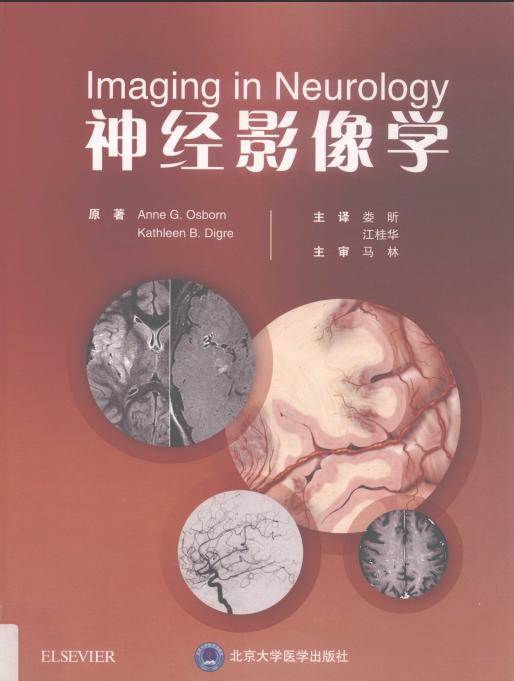 Imaging in Neurology
神经影像学
原 著 Anne G. Osborn
Kathleen B. Digre
主 译 娄 昕
江桂华
主 审 马 林
ELSEVIER
北京大学医学出版社